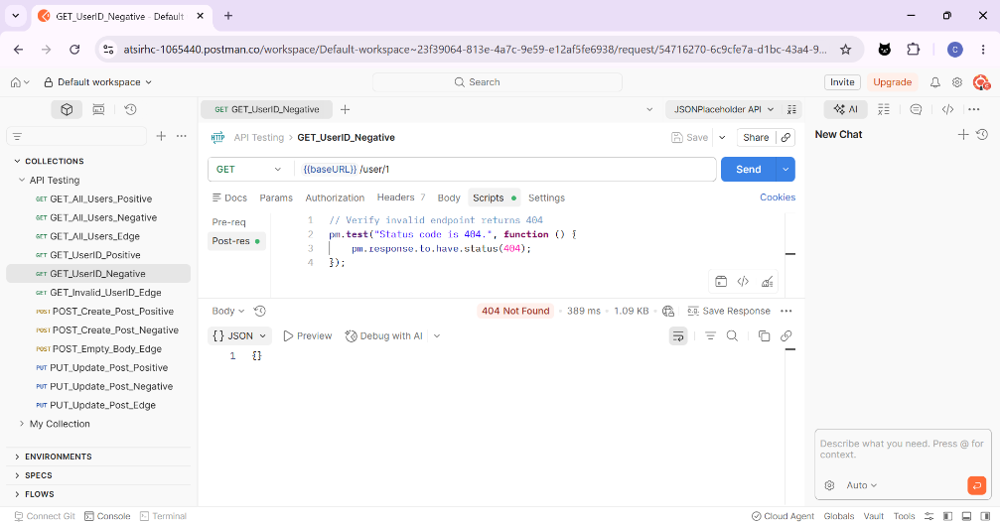 GET_UserID_Negative - Default
atsirhc-1065440.postman.co/workspace/Default-workspace~23f39064-813e-4a7c-9e59-e12af5fe6938/request/54716270-6c9cfe7a-d1bc-43a4-9...
C
Default workspace
Search
Invite
Upgrade
GET GET_UserID_Negative
JSONPlaceholder API
AI
COLLECTIONS
API Testing
GET GET_All_Users_Positive
GET GET_All_Users_Negative
GET GET_All_Users_Edge
GET GET_UserID_Positive
GET GET_UserID_Negative
GET GET_Invalid_UserID_Edge
POST POST_Create_Post_Positive
POST POST_Create_Post_Negative
POST POST_Empty_Body_Edge
PUT PUT_Update_Post_Positive
PUT PUT_Update_Post_Negative
PUT PUT_Update_Post_Edge
My Collection
ENVIRONMENTS
SPECS
FLOWS
HTTP API Testing > GET_UserID_Negative
Save
Share
GET
{{baseURL}} /user/1
Send
Docs Params Authorization Headers 7 Body Scripts Settings
Cookies
Pre-req
Post-res
1 // Verify invalid endpoint returns 404
2 pm.test("Status code is 404.", function () {
3 pm.response.to.have.status(404);
4 });
Body
404 Not Found
389 ms
1.09 KB
Save Response
{} JSON
Preview
Debug with AI
1 {}
New Chat
Describe what you need. Press @ for
context.
Auto
Connect Git
Console
Terminal
Cloud Agent
Globals
Vault
Tools